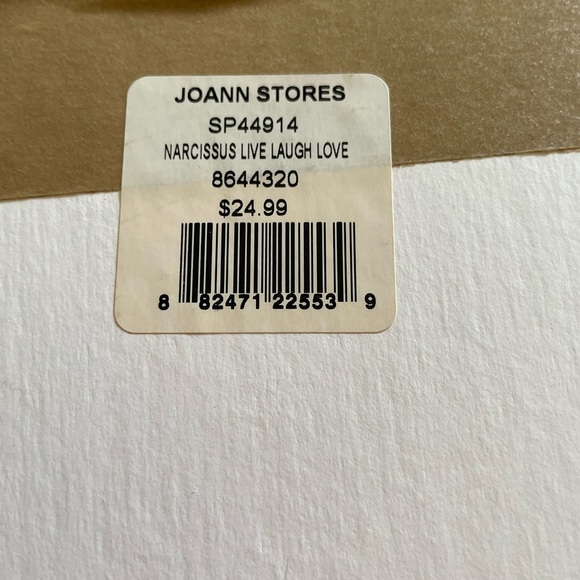 JOANN STORES
SP44914
NARCISSUS LIVE LAUGH LOVE
8644320
$24.99
8 82471 22553 9